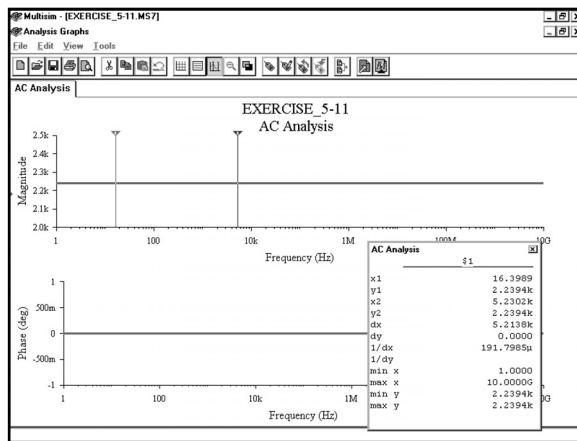 Multisim - [EXERCISE_5-11.MS7]
Analysis Graphs
File Edit View Tools
AC Analysis
EXERCISE_5-11
AC Analysis
Magnitude
2.5k
2.4k
2.3k
2.2k
2.1k
2.0k
1 100 10k 1M 100M 10G
Frequency (Hz)
Phase (deg)
1
500m
0
-500m
-1
1 100 10k 1M 0G
Frequency (Hz)
AC Analysis
$1
x1 16.3989
y1 2.2394k
x2 5.2302k
y2 2.2394k
dx 5.2138k
dy 0.0000
1/dx 191.7985µ
1/dy
min x 1.0000
max x 10.0000G
min y 2.2394k
max y 2.2394k